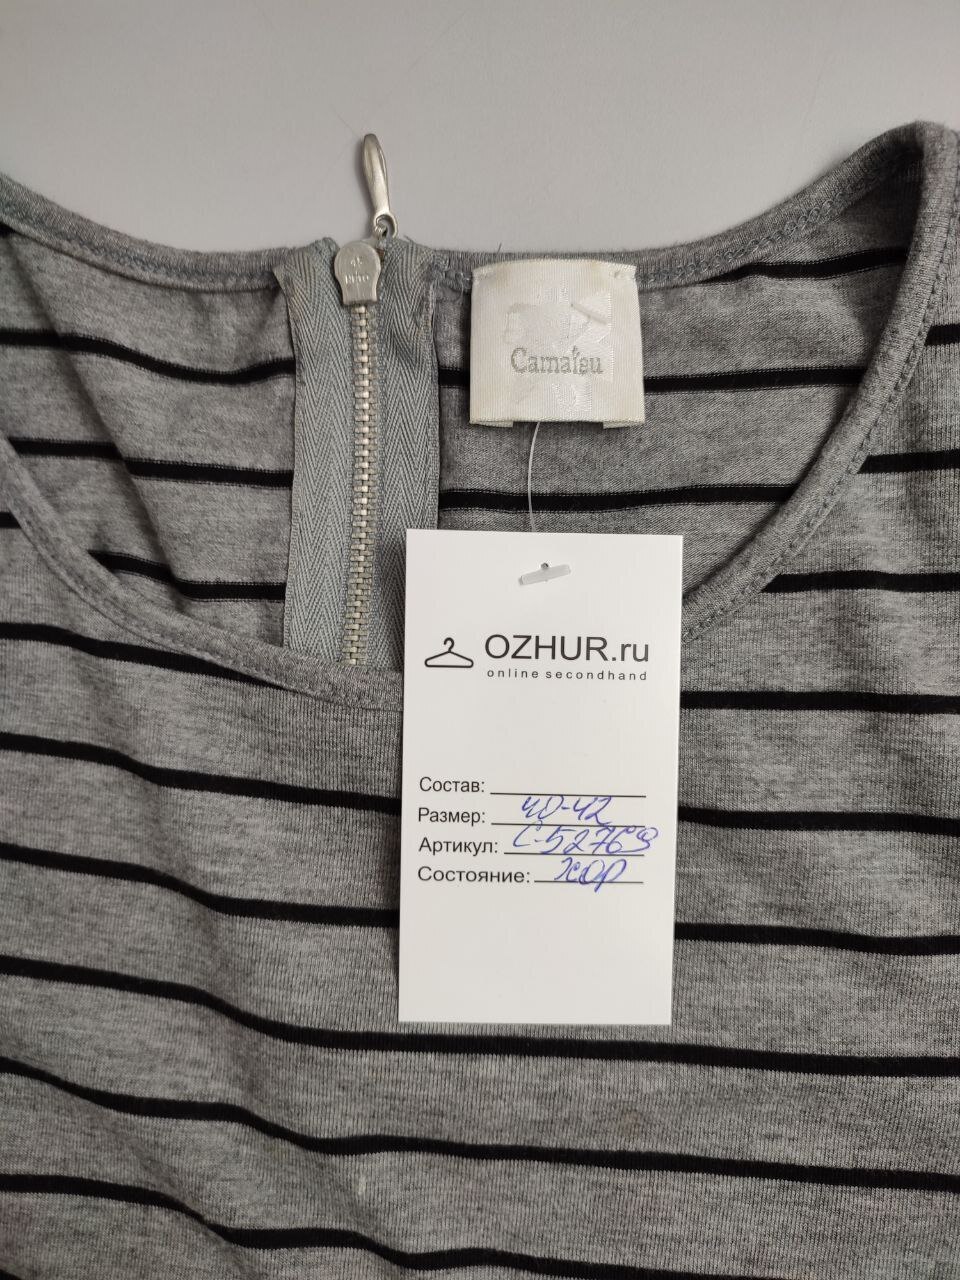 Camaïeu
OZHUR.ru
online secondhand
Состав:
Размер: 40-42
Артикул: С-52769
Состояние: хор